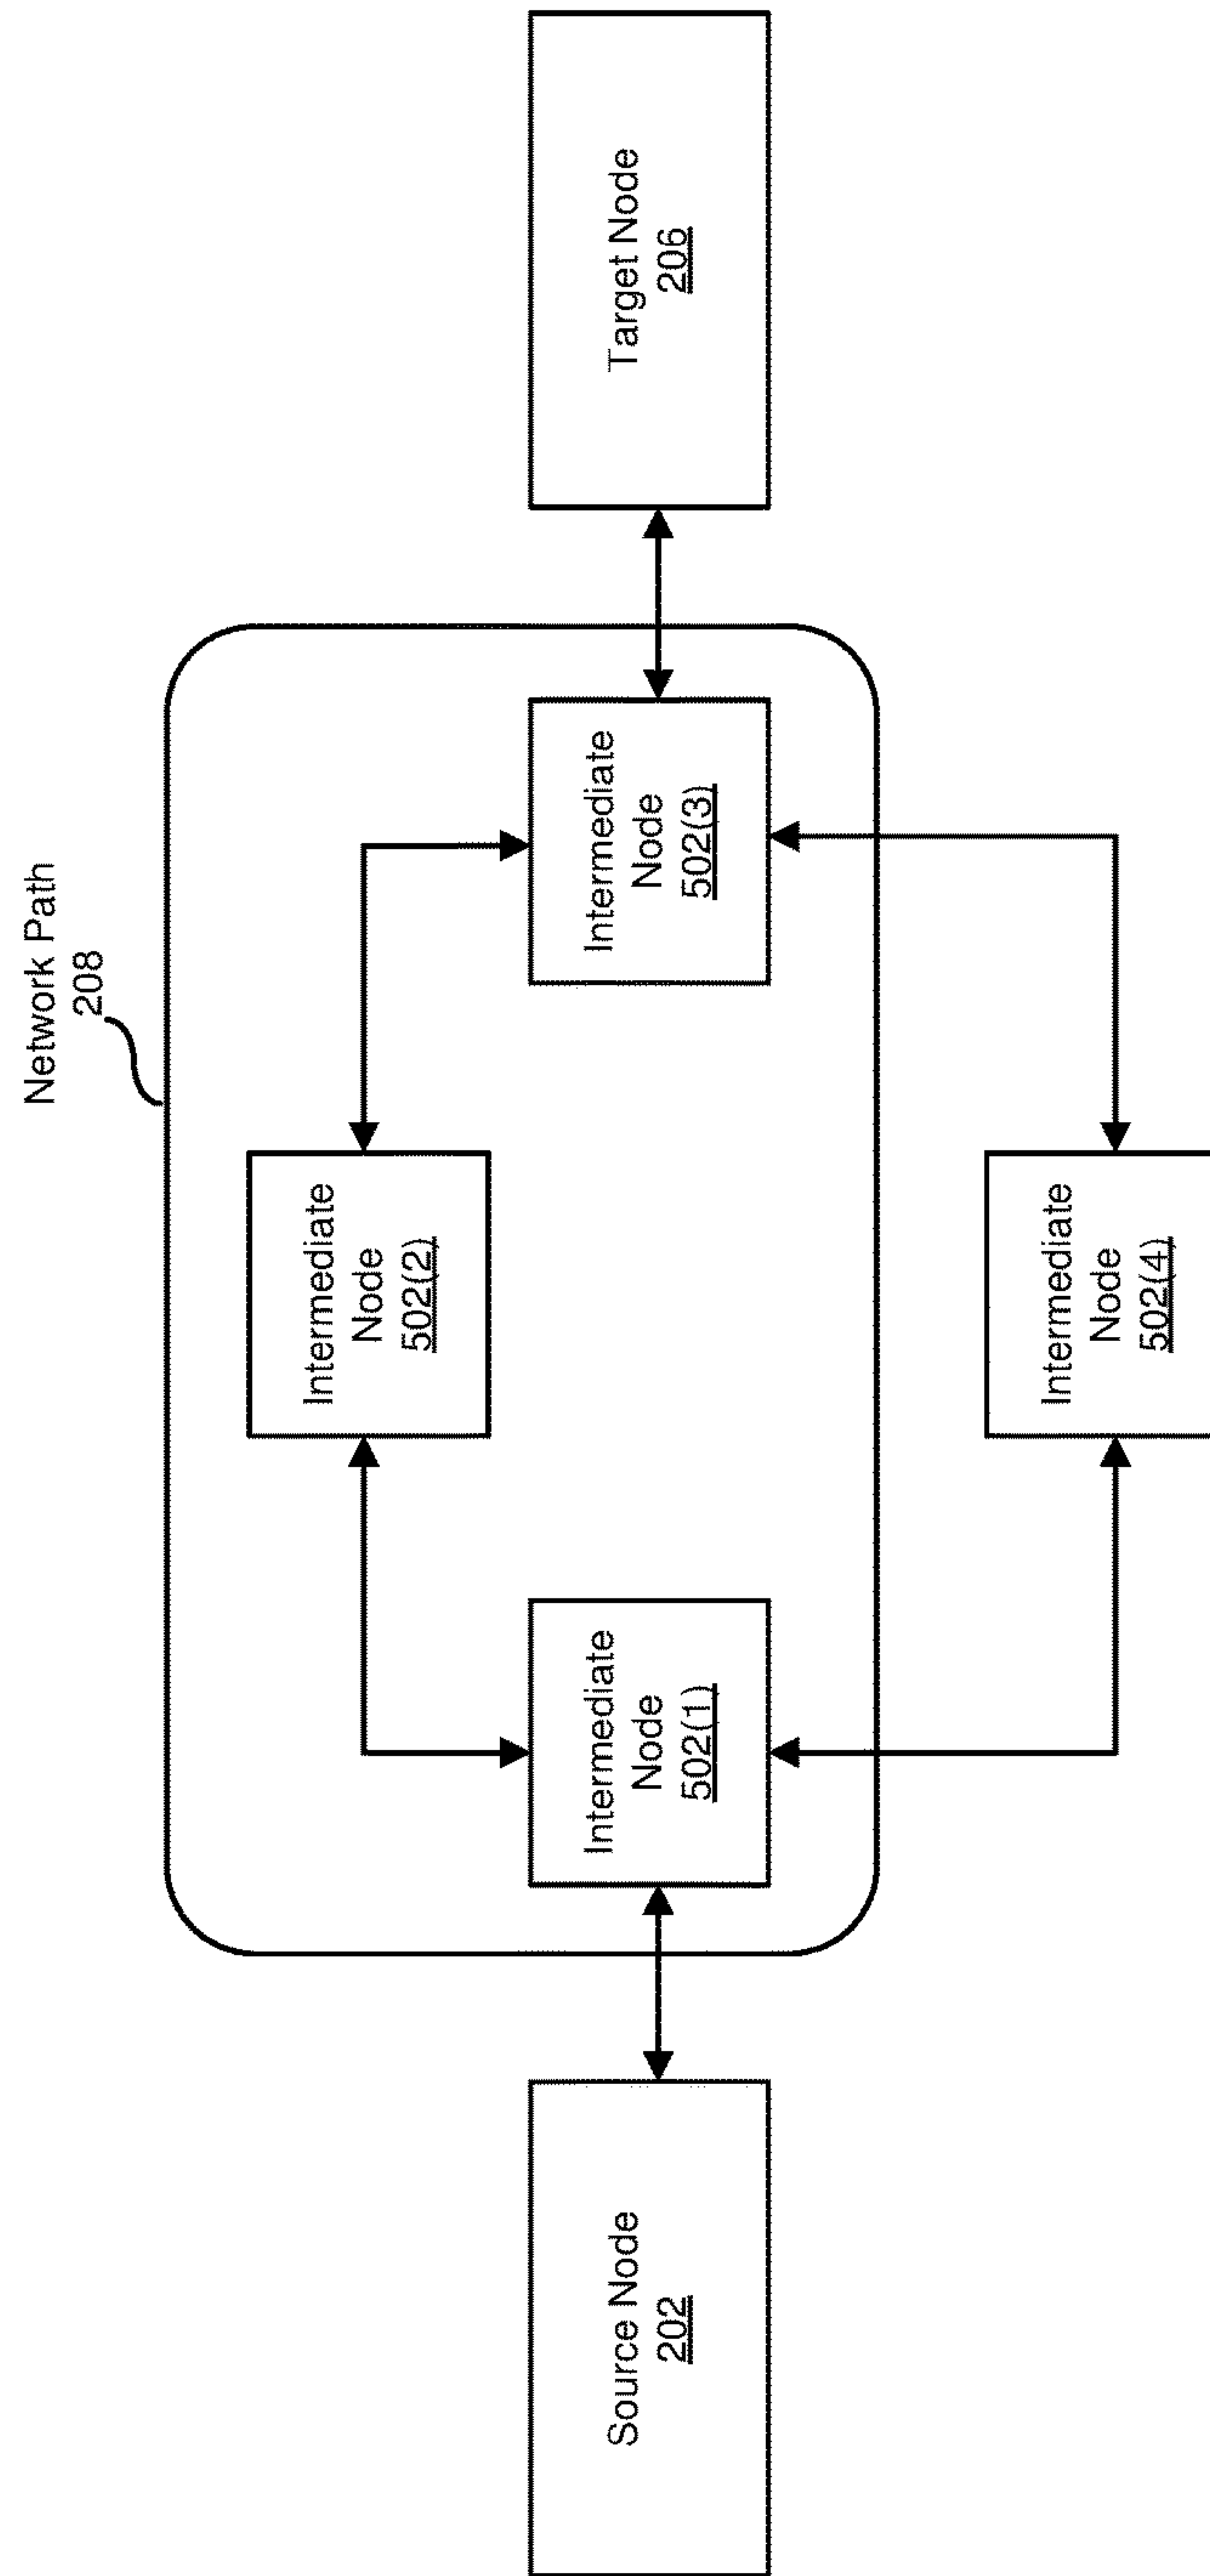 Network Path
208
Intermediate
Node
502(2)
Source Node
202
Intermediate
Node
502(1)
Intermediate
Node
502(3)
Target Node
206
Intermediate
Node
502(4)